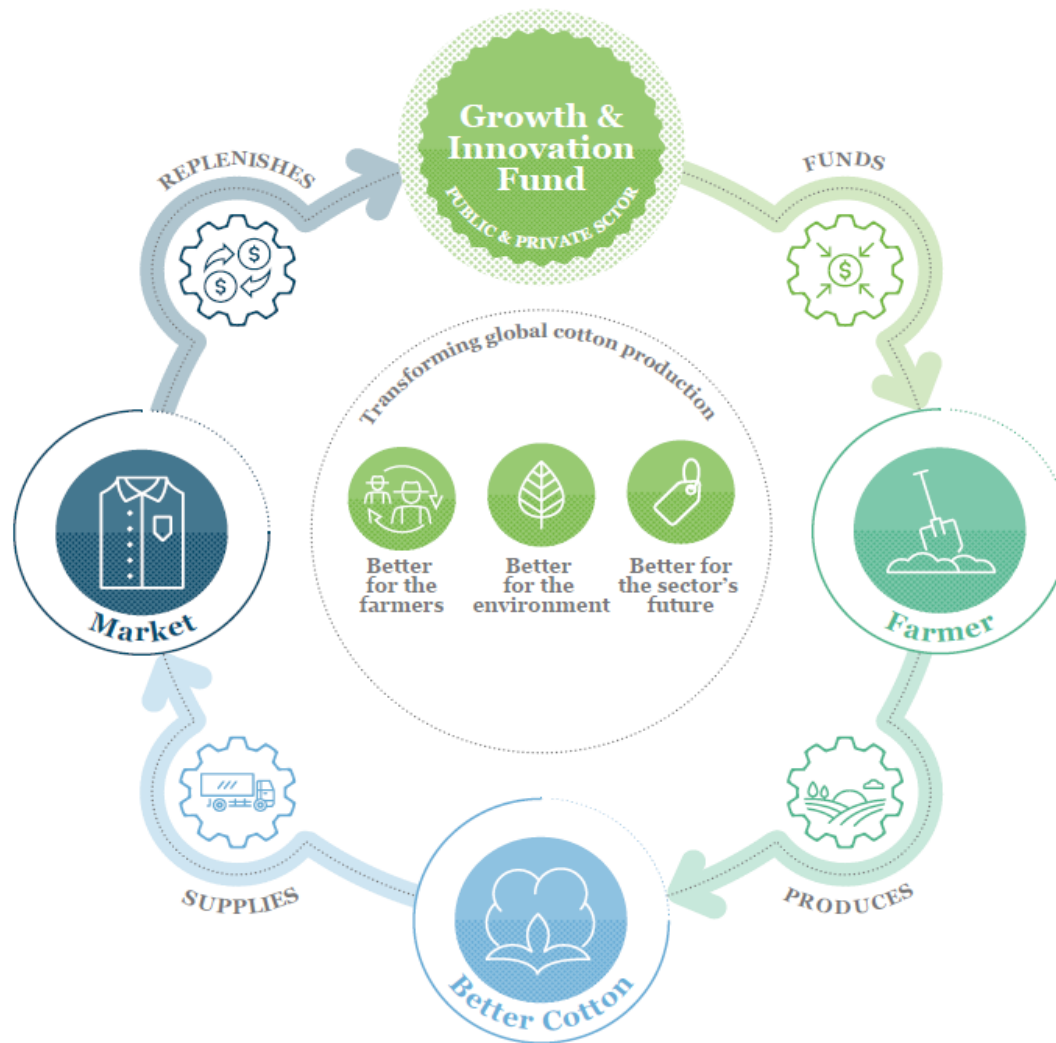 Growth &
Innovation
Fund
PUBLIC & PRIVATE SCTOR
REPLENISHES
FUNDS
$
$
$
Transforming global cotton production
Better
for the
farmers
Better
for the
environment
Better for
the sector's
future
Market
Farmer
SUPPLIES
PRODUCES
Better Cotton